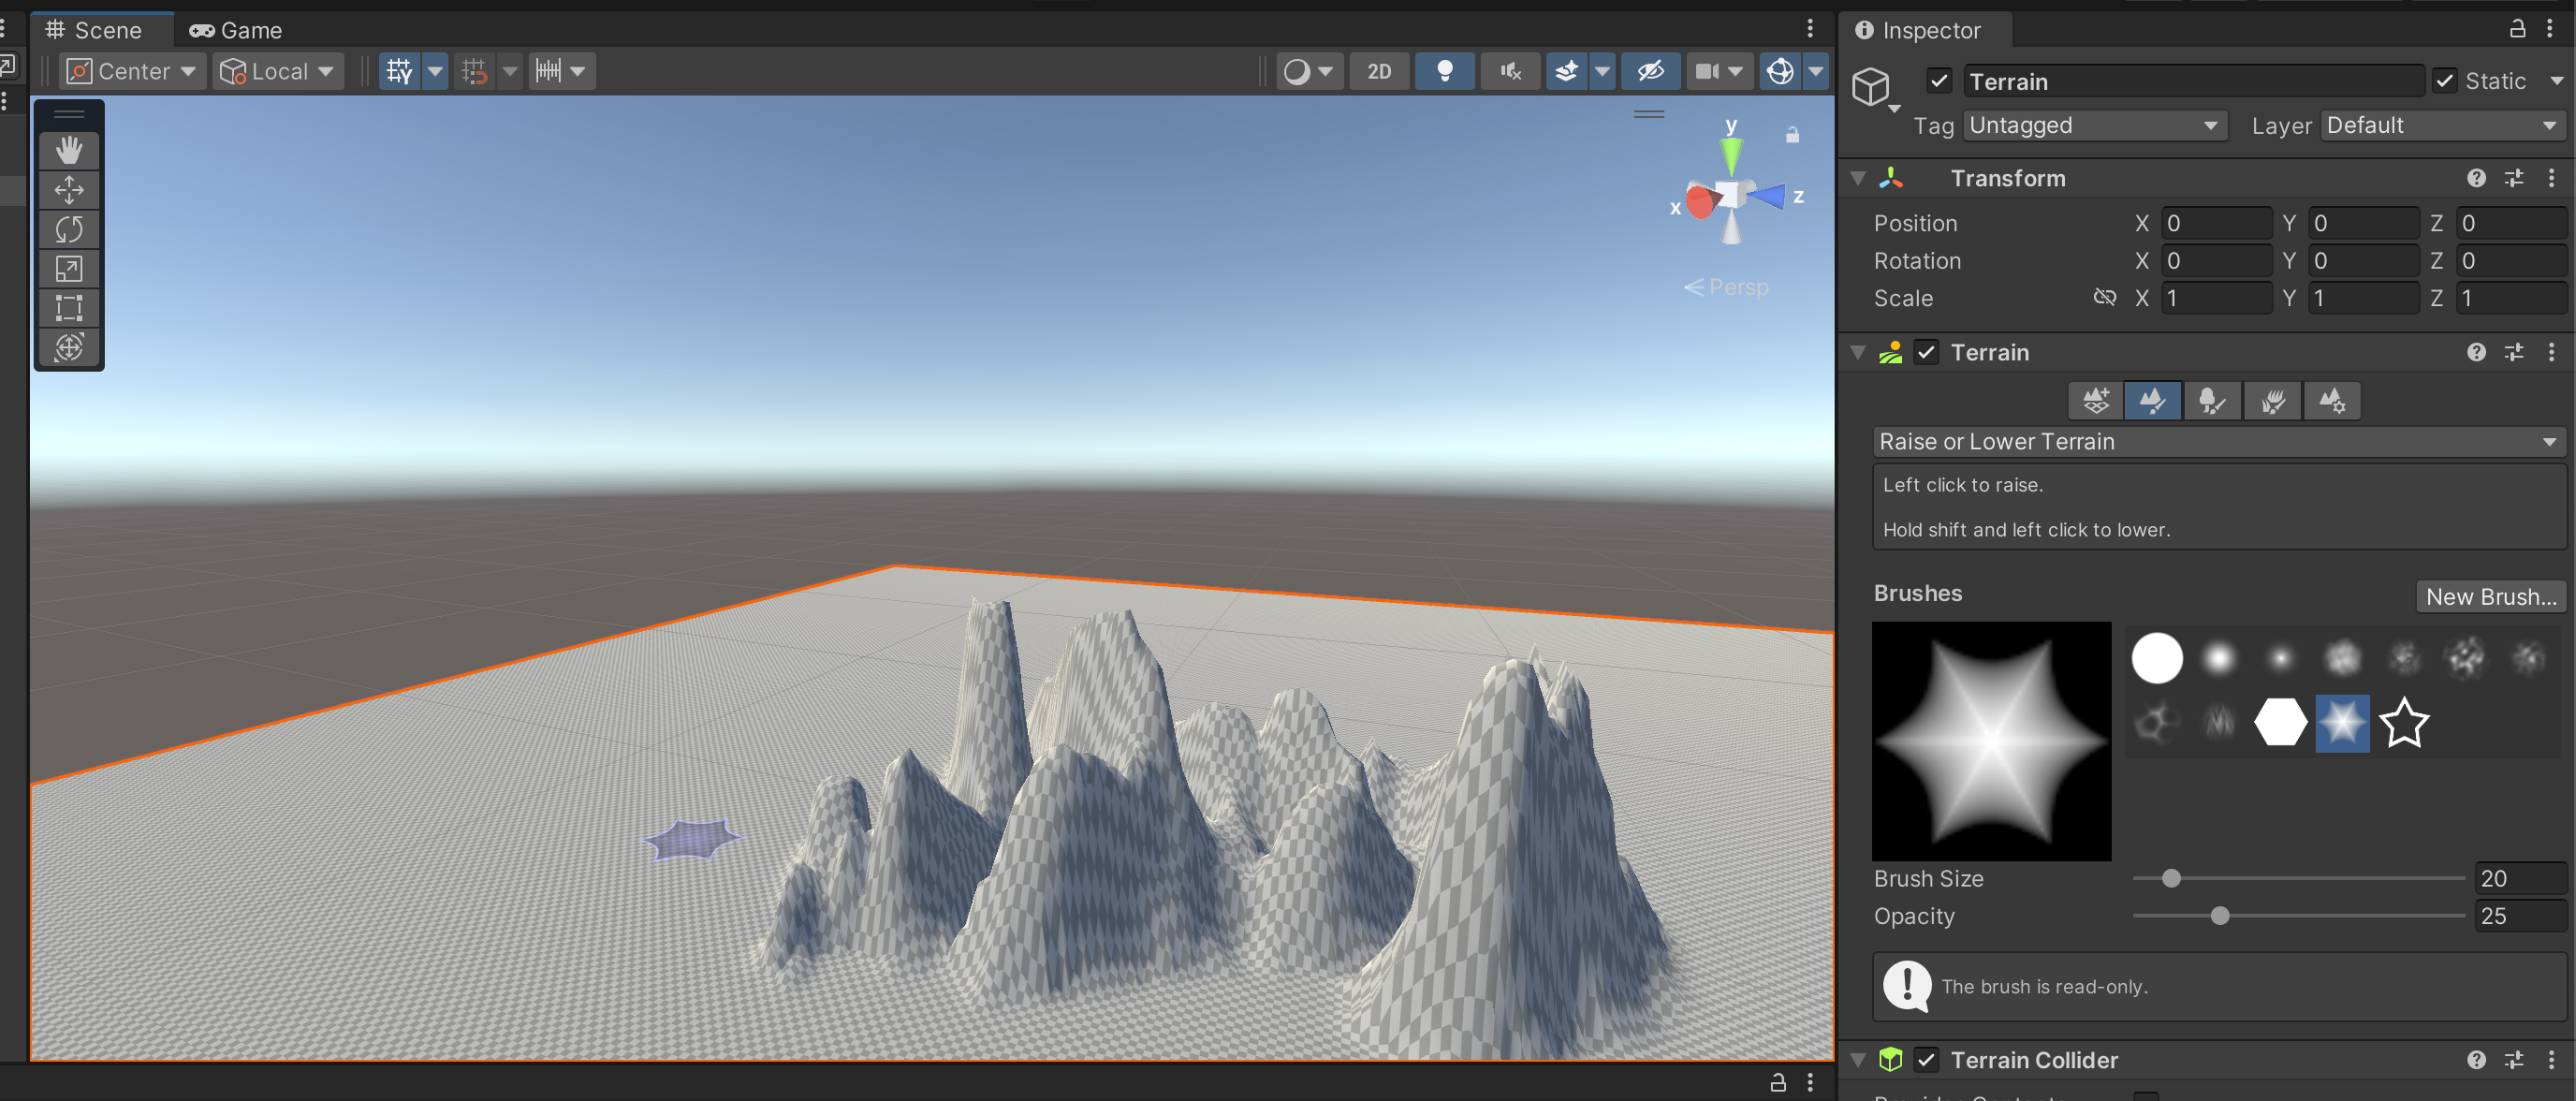 Scene
Game
Center
Local
2D
y
x
z
Persp
Inspector
Terrain
Static
Tag
Untagged
Layer
Default
Transform
Position X 0 Y 0 Z 0
Rotation X 0 Y 0 Z 0
Scale X 1 Y 1 Z 1
Terrain
Raise or Lower Terrain
Left click to raise.
Hold shift and left click to lower.
Brushes
New Brush...
Brush Size 20
Opacity 25
The brush is read-only.
Terrain Collider